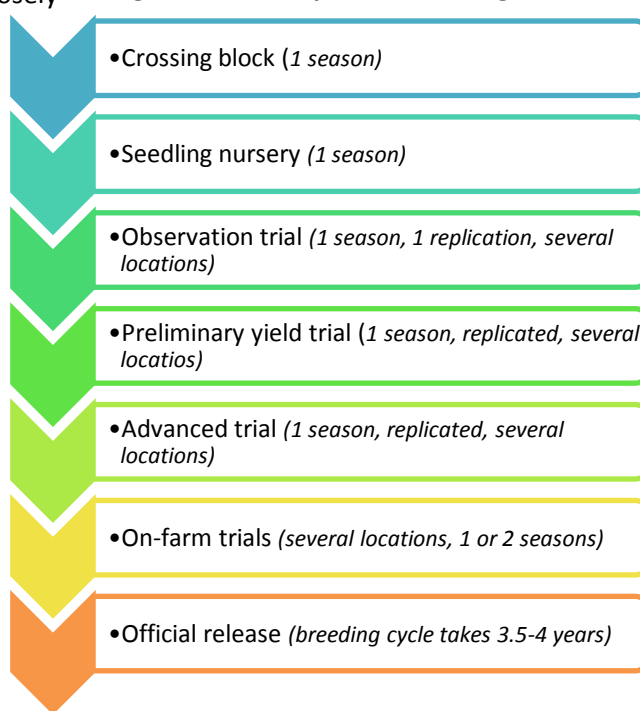 osely
•Crossing block (1 season)
•Seedling nursery (1 season)
•Observation trial (1 season, 1 replication, several
locations)
•Preliminary yield trial (1 season, replicated, several
locatios)
•Advanced trial (1 season, replicated, several
locations)
•On-farm trials (several locations, 1 or 2 seasons)
•Official release (breeding cycle takes 3.5-4 years)